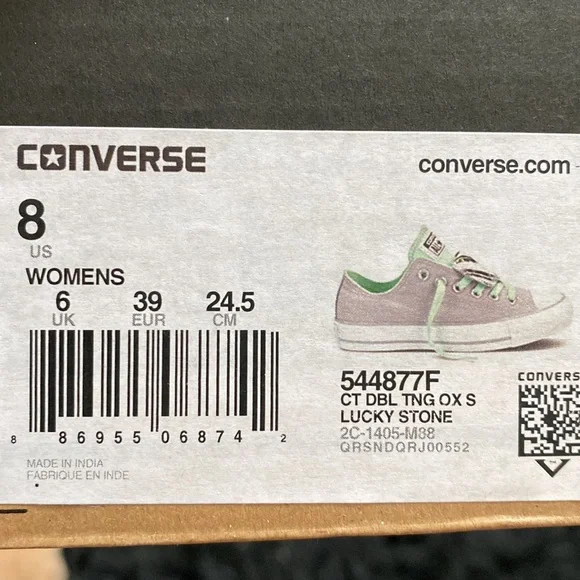 CONVERSE
converse.com
8
US
WOMENS
6 39 24.5
UK EUR CM
8 86955 06874 2
MADE IN INDIA
FABRIQUE EN INDE
544877F
CT DBL TNG OX S
LUCKY STONE
2C-1405-M38
QRSNDQRJ00552
CONVERS